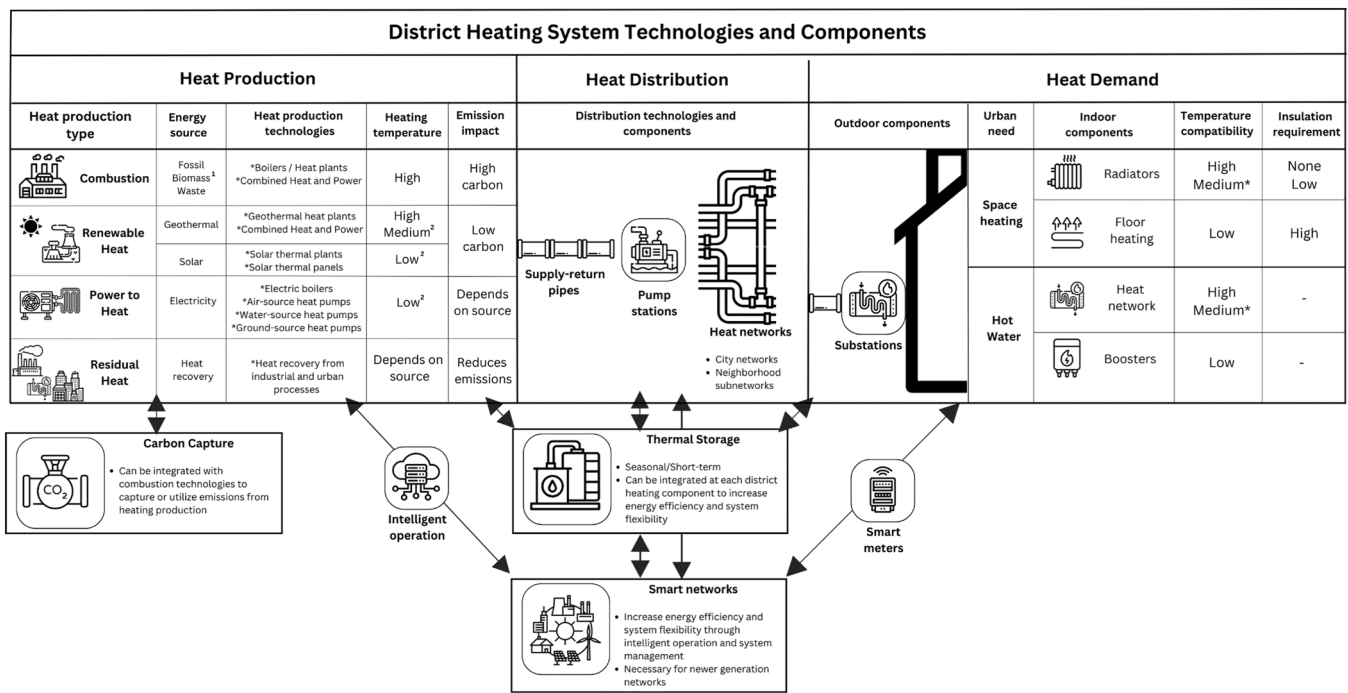 District Heating System Technologies and Components
Heat Production
Heat Distribution
Heat Demand
Heat production
type
Energy
source
Heat production
technologies
Heating
temperature
Emission
impact
Distribution technologies and
components
Outdoor components
Urban
need
Indoor
components
Temperature
compatibility
Insulation
requirement
Combustion
Fossil
Biomass¹
Waste
*Boilers / Heat plants
*Combined Heat and Power
High
High
carbon
Renewable
Heat
Geothermal
*Geothermal heat plants
*Combined Heat and Power
High
Medium²
Low
carbon
Solar
*Solar thermal plants
*Solar thermal panels
Low²
Power to
Heat
Electricity
*Electric boilers
*Air-source heat pumps
*Water-source heat pumps
*Ground-source heat pumps
Low²
Depends
on source
Residual
Heat
Heat
recovery
*Heat recovery from
industrial and urban
processes
Depends on
source
Reduces
emissions
Supply-return
pipes
Pump
stations
Heat networks
• City networks
• Neighborhood
subnetworks
Substations
Space
heating
Radiators
High
Medium*
None
Low
Floor
heating
Low
High
Hot
Water
Heat
network
High
Medium*
-
Boosters
Low
-
Carbon Capture
CO₂
• Can be integrated with
combustion technologies to
capture or utilize emissions from
heating production
Intelligent
operation
Thermal Storage
• Seasonal/Short-term
• Can be integrated at each district
heating component to increase
energy efficiency and system
flexibility
Smart
meters
Smart networks
• Increase energy efficiency and
system flexibility through
intelligent operation and system
management
• Necessary for newer generation
networks